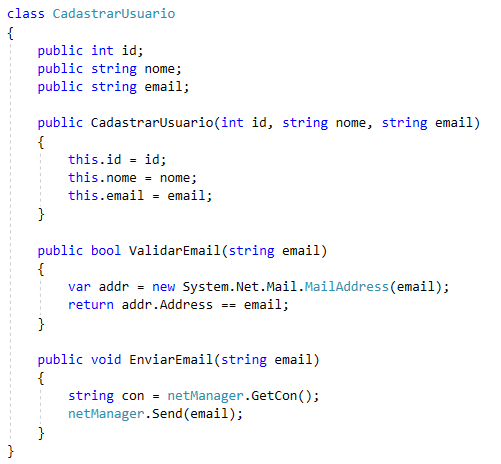 class CadastrarUsuario
{
    public int id;
    public string nome;
    public string email;

    public CadastrarUsuario(int id, string nome, string email)
    {
        this.id = id;
        this.nome = nome;
        this.email = email;
    }

    public bool ValidarEmail(string email)
    {
        var addr = new System.Net.Mail.MailAddress(email);
        return addr.Address == email;
    }

    public void EnviarEmail(string email)
    {
        string con = netManager.GetCon();
        netManager.Send(email);
    }
}